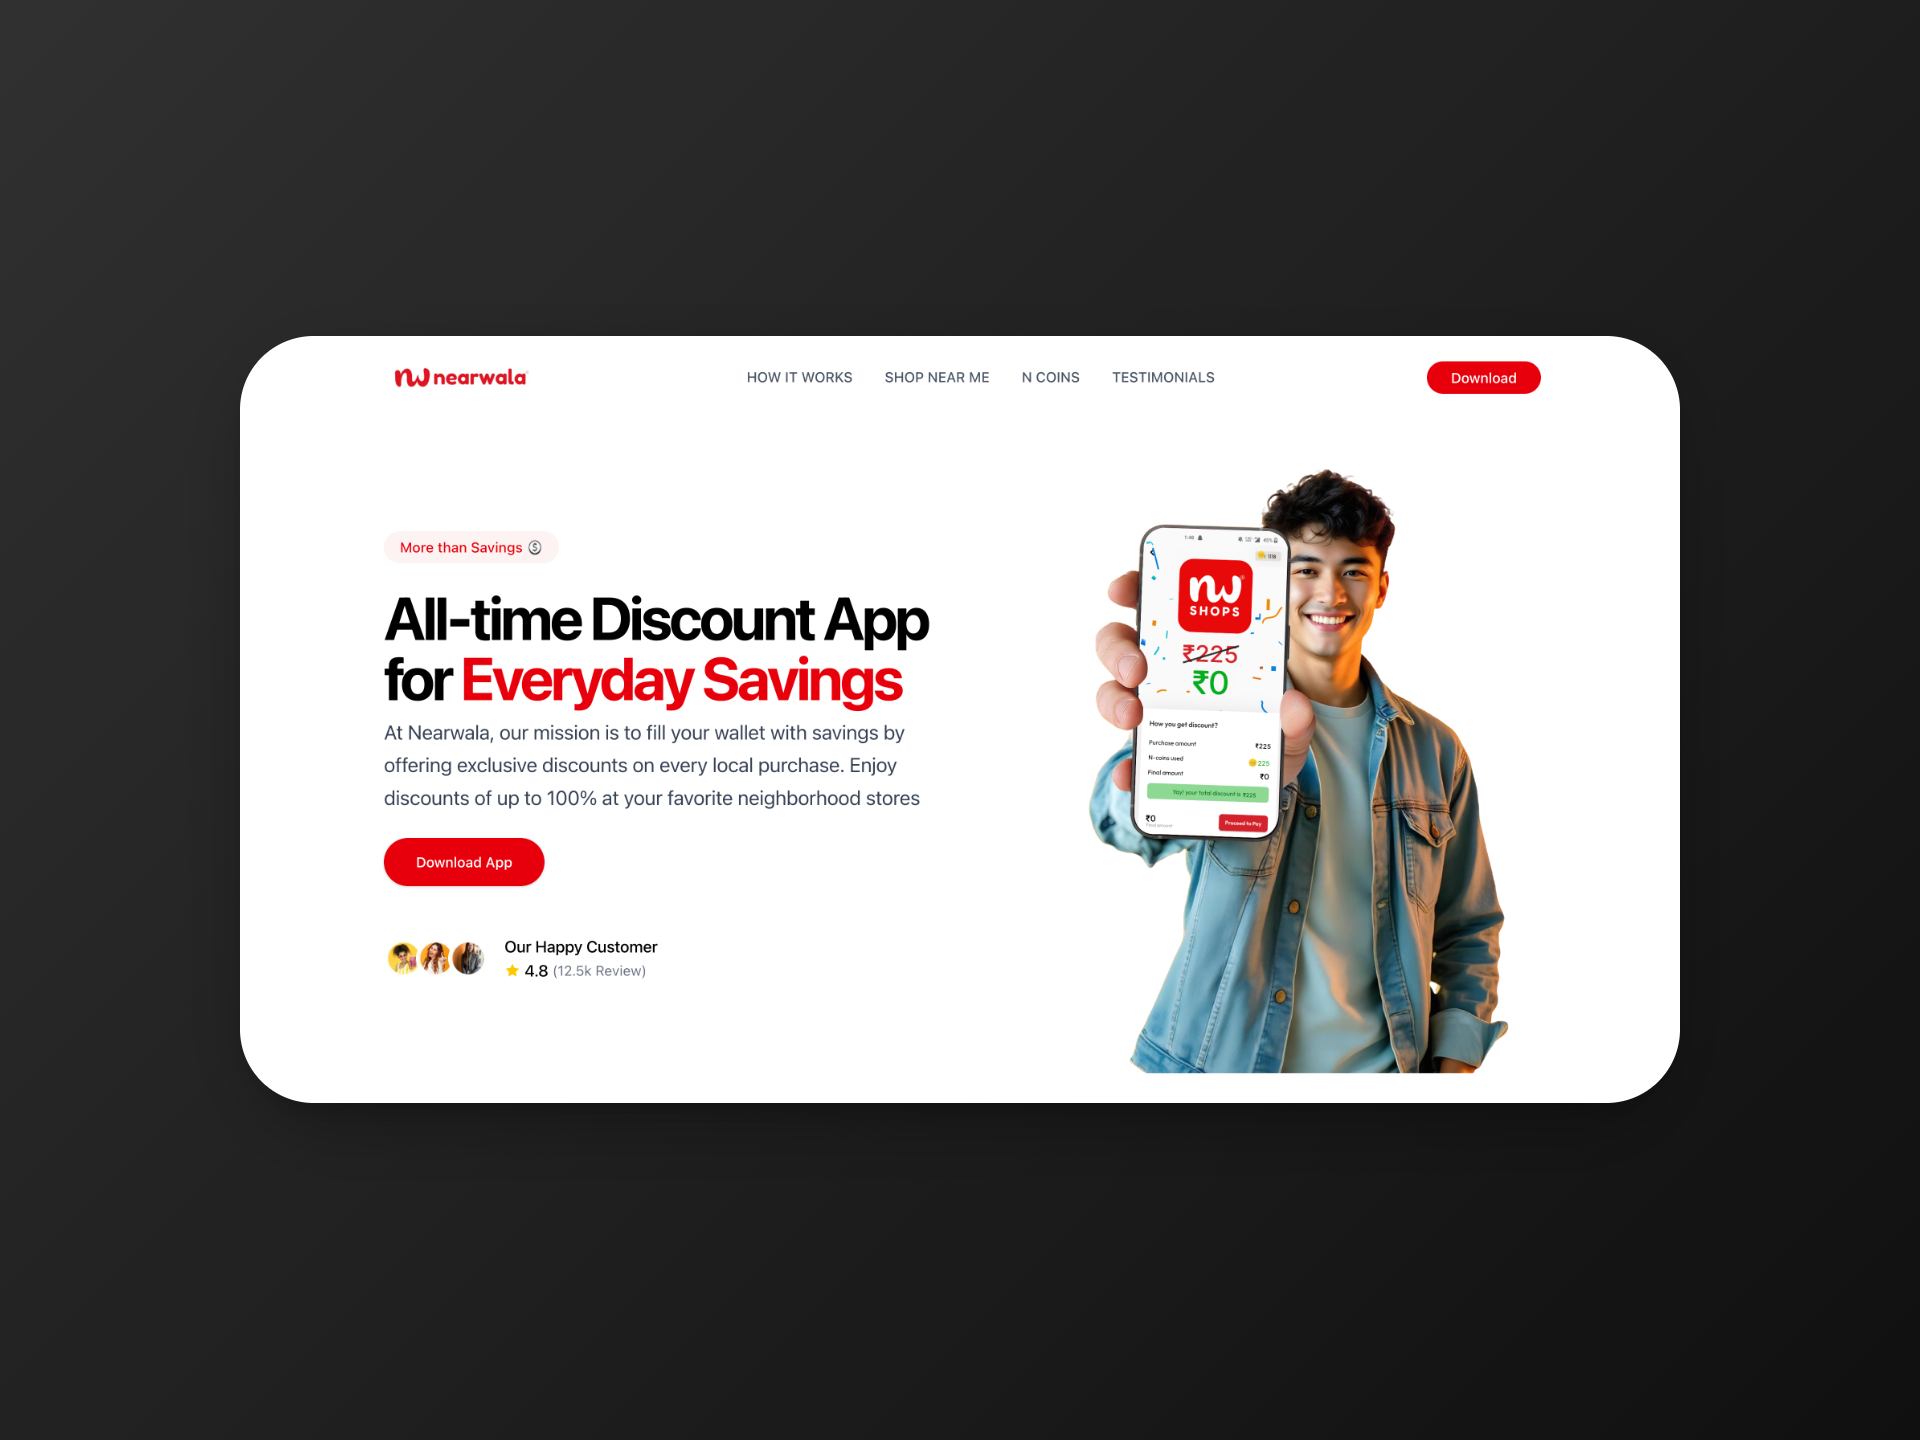 nearwala
HOW IT WORKS
SHOP NEAR ME
N COINS
TESTIMONIALS
Download
More than Savings
All-time Discount App
for Everyday Savings
At Nearwala, our mission is to fill your wallet with savings by
offering exclusive discounts on every local purchase. Enjoy
discounts of up to 100% at your favorite neighborhood stores
Download App
Our Happy Customer
4.8 (12.5k Review)
nw
SHOPS
₹225
₹0
How you get discount?
Purchase amount ₹225
N-coins used 225
Final amount ₹0
Yay! your total discount is ₹225
₹0
Final amount
Proceed to Pay